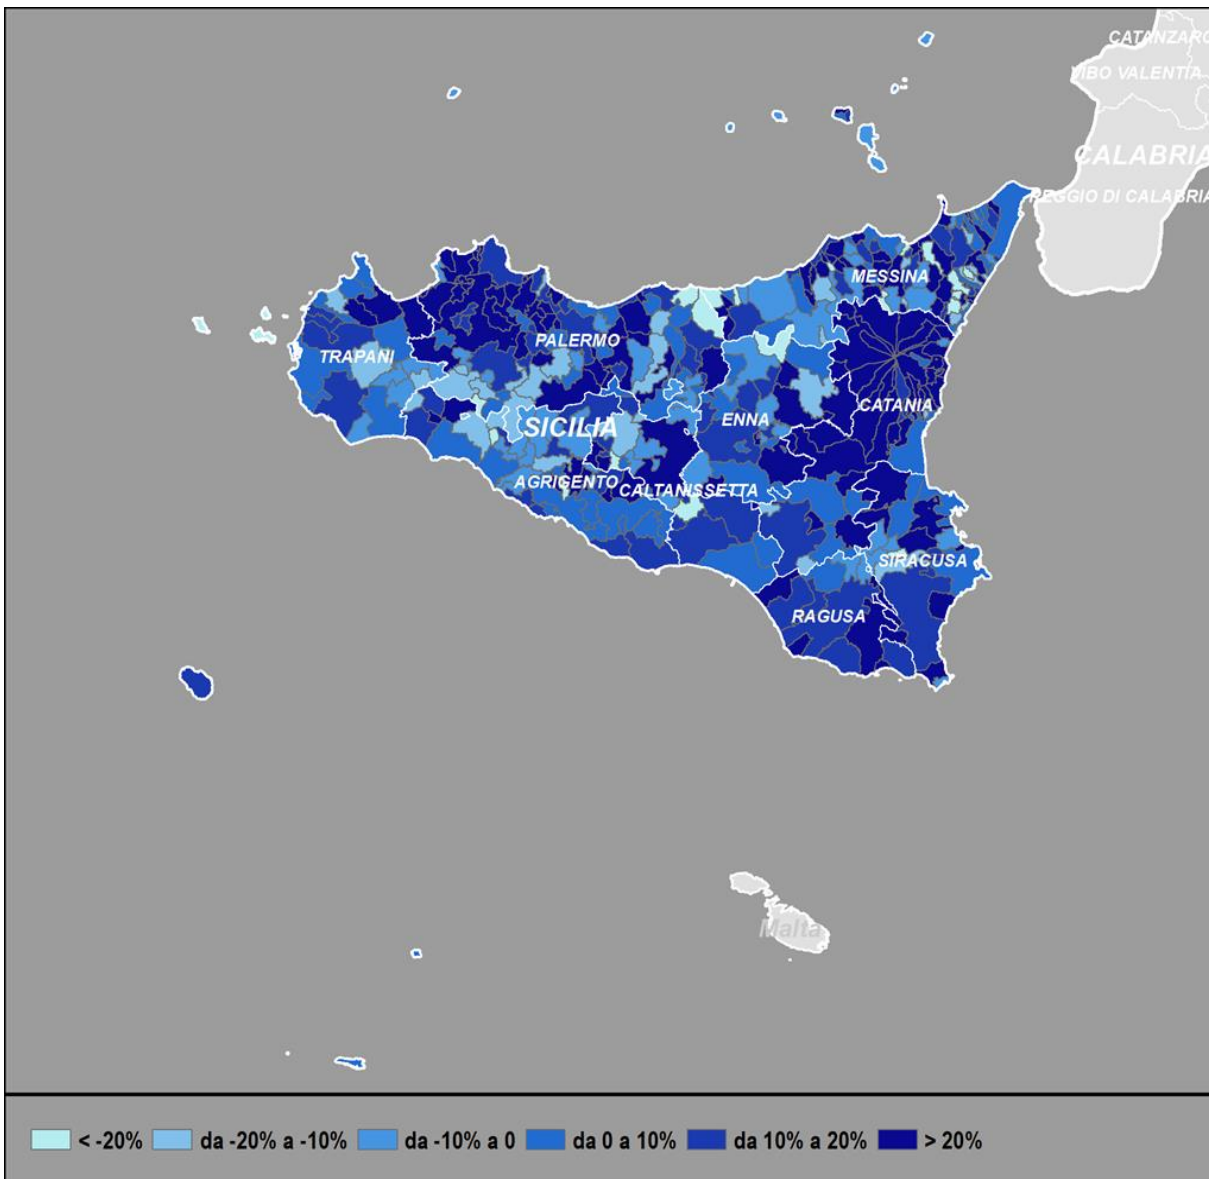 CATANZARO
VIBO VALENTIA
CALABRIA
REGGIO DI CALABRIA
MESSINA
PALERMO
TRAPANI
CATANIA
ENNA
SICILIA
AGRIGENTO
CALTANISSETTA
SIRACUSA
RAGUSA
Malta
< -20% da -20% a -10% da -10% a 0 da 0 a 10% da 10% a 20% > 20%